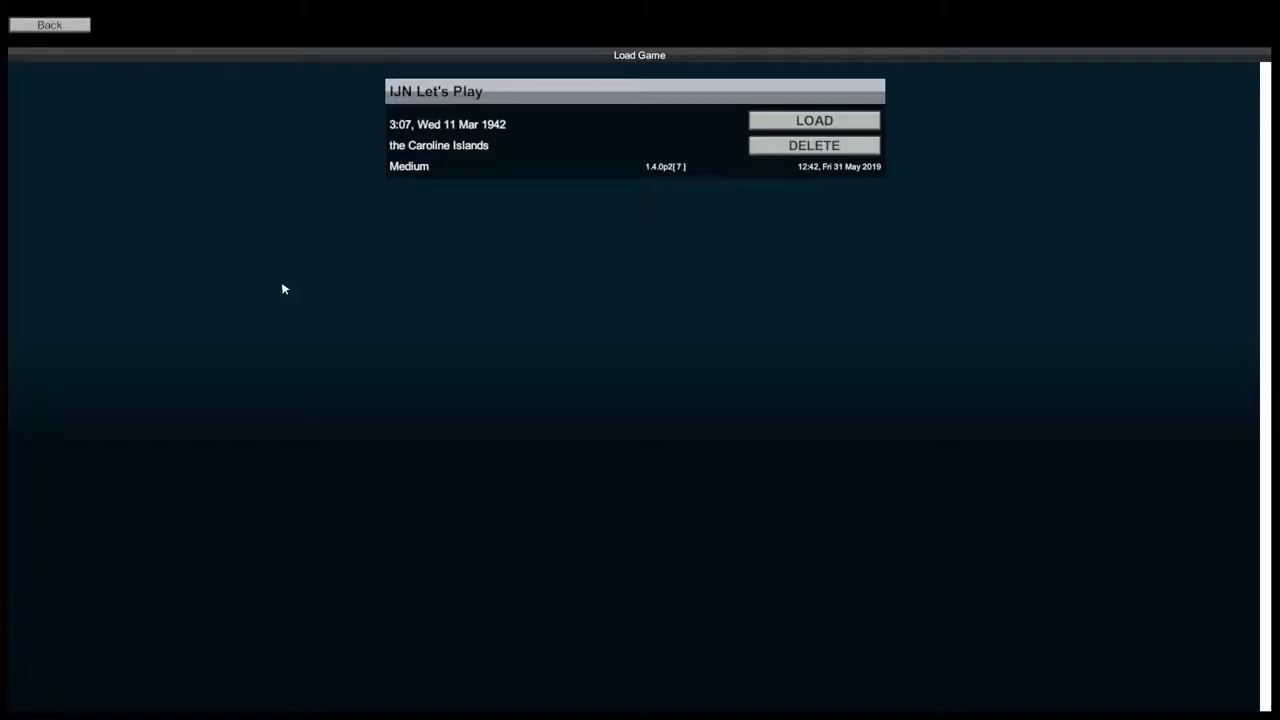 Back
Load Game
IJN Let's Play
3:07, Wed 11 Mar 1942
LOAD
the Caroline Islands
DELETE
Medium
1.4.0p2[ 7 ]
12:42, Fri 31 May 2019